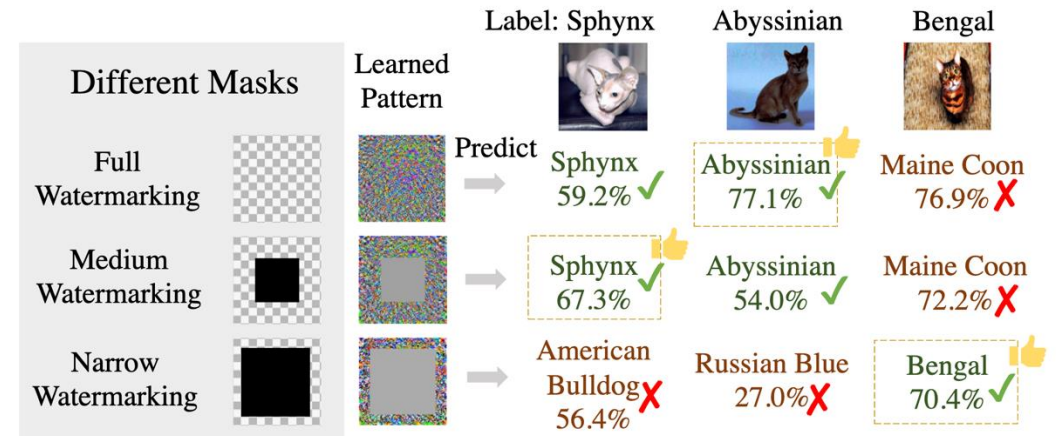 Label: Sphynx Abyssinian Bengal
Different Masks
Learned
Pattern
Predict
Full
Watermarking
Sphynx
59.2%
Abyssinian
77.1%
Maine Coon
76.9%
Medium
Watermarking
Sphynx
67.3%
Abyssinian
54.0%
Maine Coon
72.2%
Narrow
Watermarking
American
Bulldog
56.4%
Russian Blue
27.0%
Bengal
70.4%